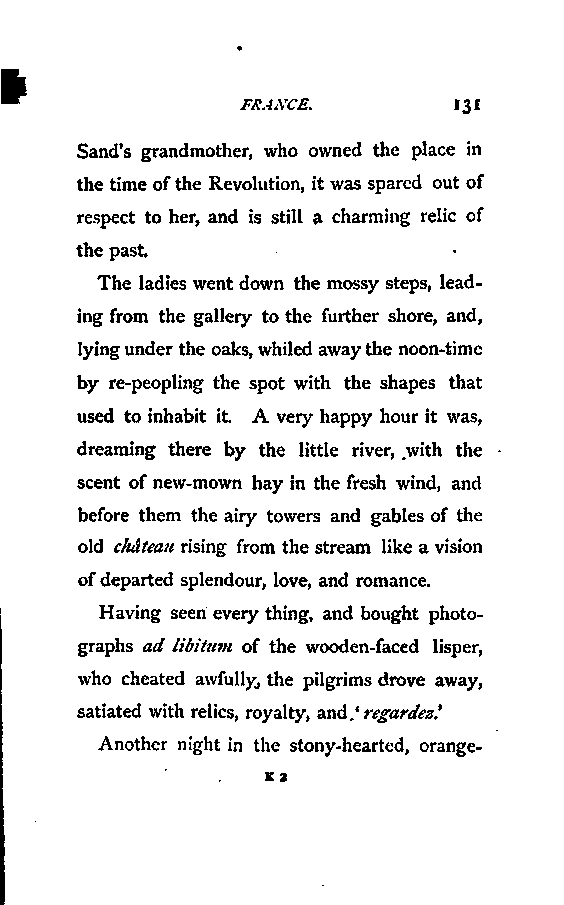 FRANCE. 131
Sand's grandmother, who owned the place in
the time of the Revolution, it was spared out of
respect to her, and is still a charming relic of
the past.
The ladies went down the mossy steps, lead-
ing from the gallery to the further shore, and,
lying under the oaks, whiled away the noon-time
by re-peopling the spot with the shapes that
used to inhabit it. A very happy hour it was,
dreaming there by the little river, with the
scent of new-mown hay in the fresh wind, and
before them the airy towers and gables of the
old château rising from the stream like a vision
of departed splendour, love, and romance.
Having seen every thing, and bought photo-
graphs ad libitum of the wooden-faced lisper,
who cheated awfully, the pilgrims drove away,
satiated with relics, royalty, and ‘regardez.’
Another night in the stony-hearted, orange-
K 2